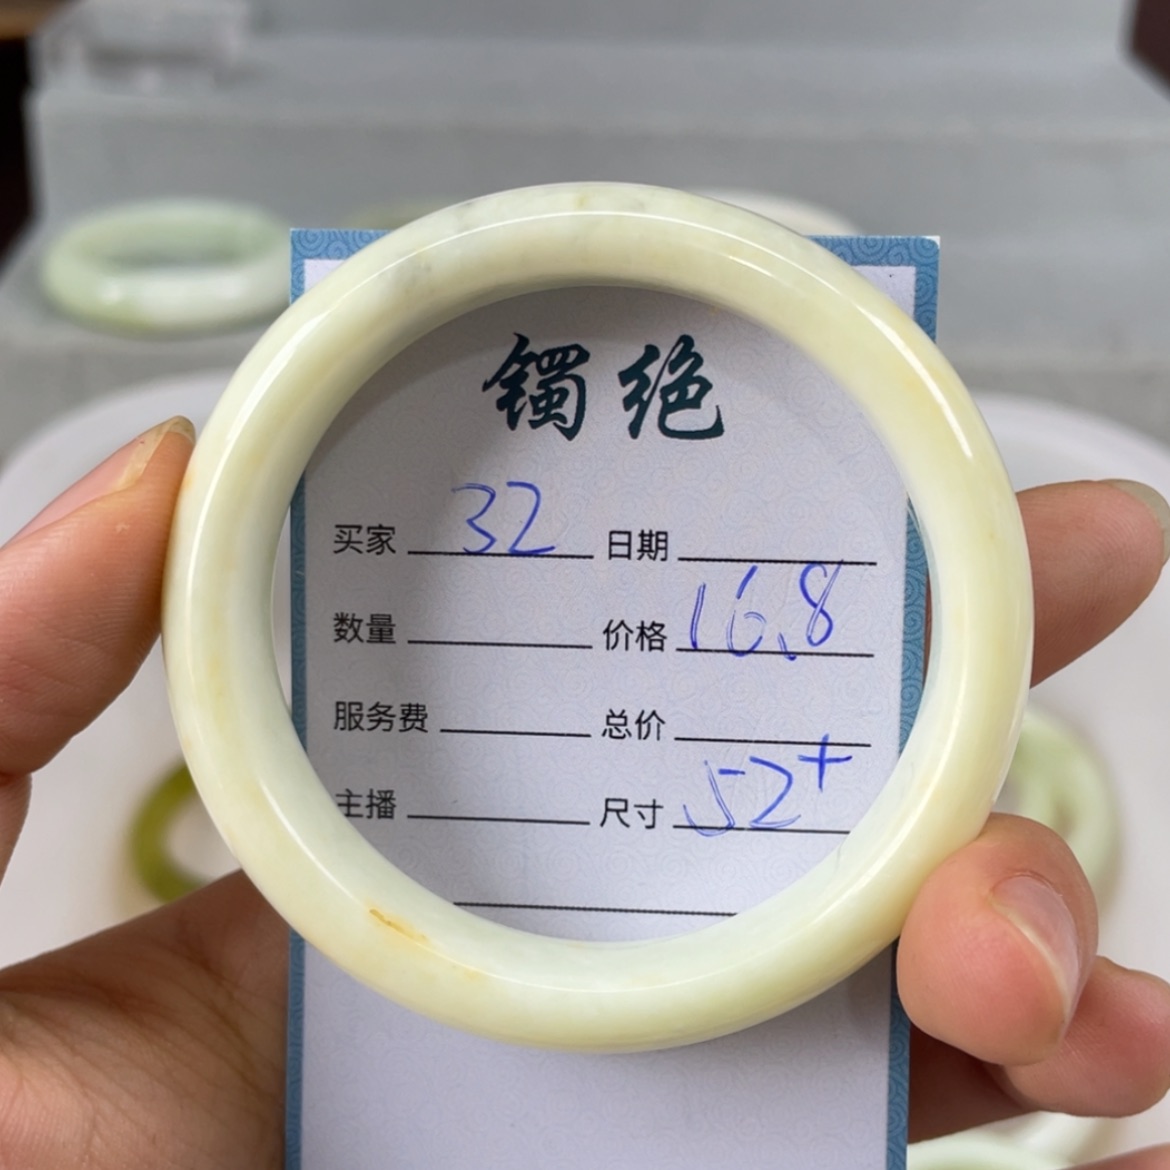 镯绝
买家 32 日期
数量 价格 16.8
服务费 总价
主播 尺寸 52+